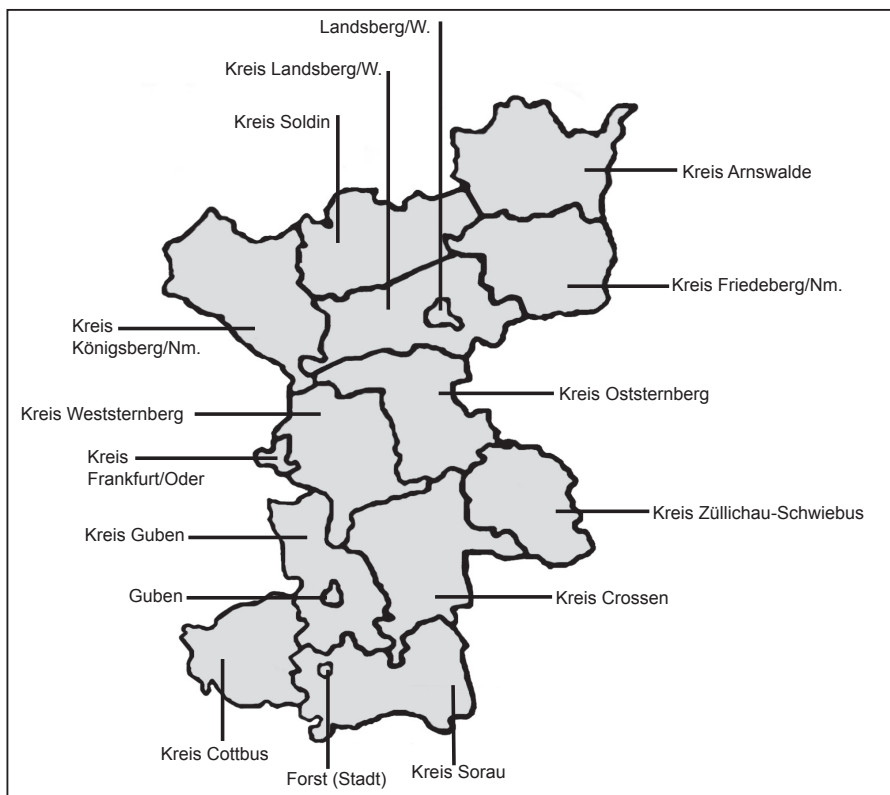 Landsberg/W.
Kreis Landsberg/W.
Kreis Soldin
Kreis Arnswalde
Kreis Friedeberg/Nm.
Kreis
Königsberg/Nm.
Kreis Oststernberg
Kreis Weststernberg
Kreis
Frankfurt/Oder
Kreis Züllichau-Schwiebus
Kreis Guben
Guben
Kreis Crossen
Kreis Cottbus
Forst (Stadt)
Kreis Sorau